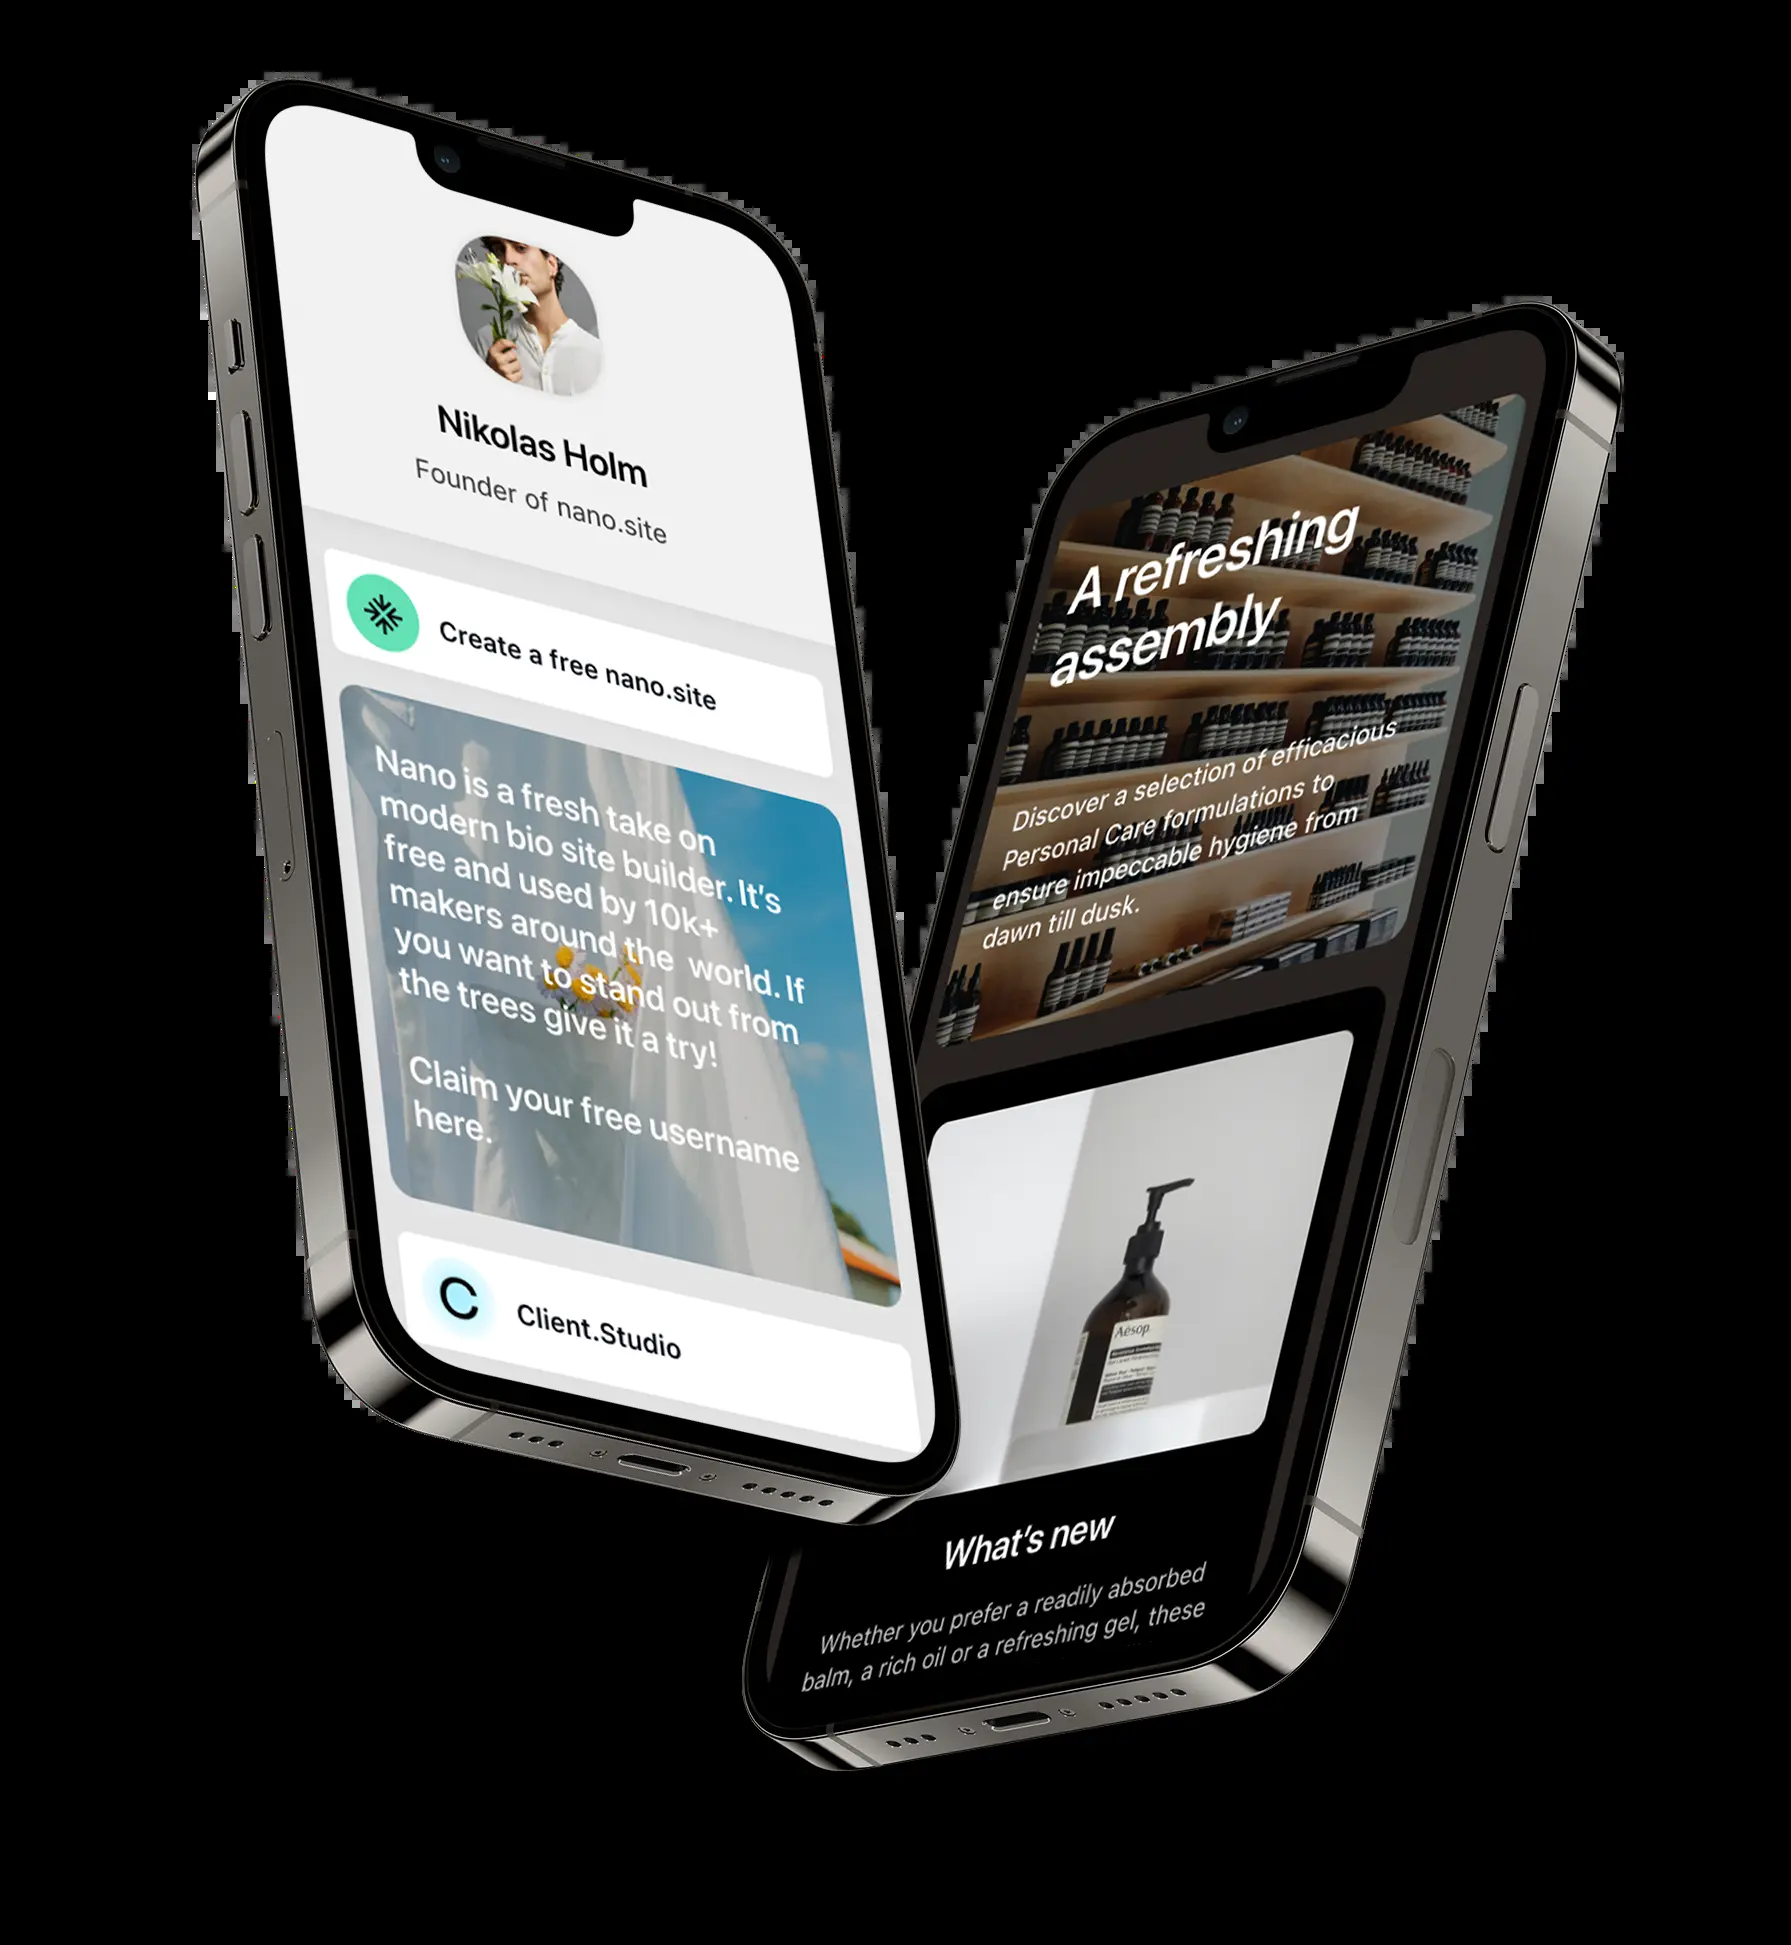 Nikolas Holm
Founder of nano.site
Create a free nano.site
Nano is a fresh take on
modern bio site builder. It's
free and used by 10k+
makers around the  world. If
you want to stand out from
the trees give it a try!
Claim your free username
here.
Client.Studio
A refreshing
assembly
Discover a selection of efficacious
Personal Care formulations to
ensure impeccable hygiene from
dawn till dusk.
Aēsop.
What's new
Whether you prefer a readily absorbed
balm, a rich oil or a refreshing gel, these